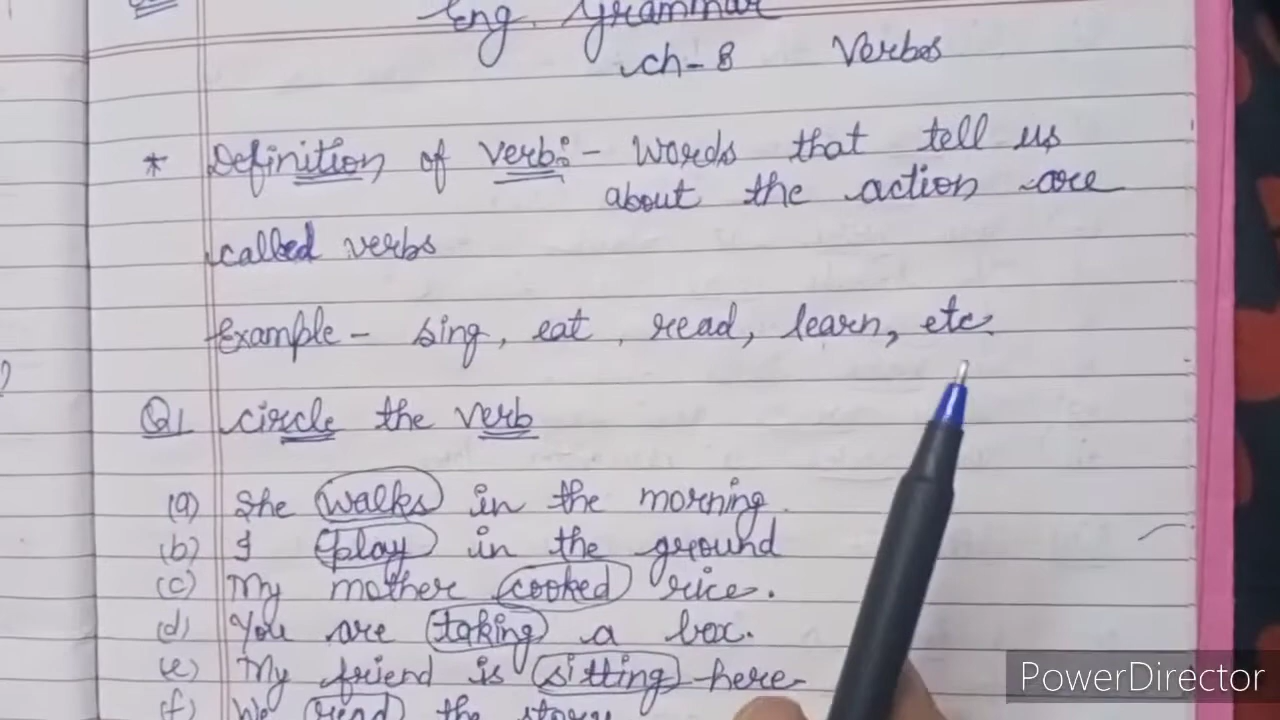 Eng. Grammar
ch-8 Verbs
* Definition of verb:- Words that tell us
about the action are
called verbs
Example - sing, eat, read, learn, etc.
Q1 circle the verb
(a) She walks in the morning.
(b) I play in the ground
(c) My mother cooked rice.
(d) You are taking a box.
(e) My friend is sitting here.
(f) We read the story
PowerDirector